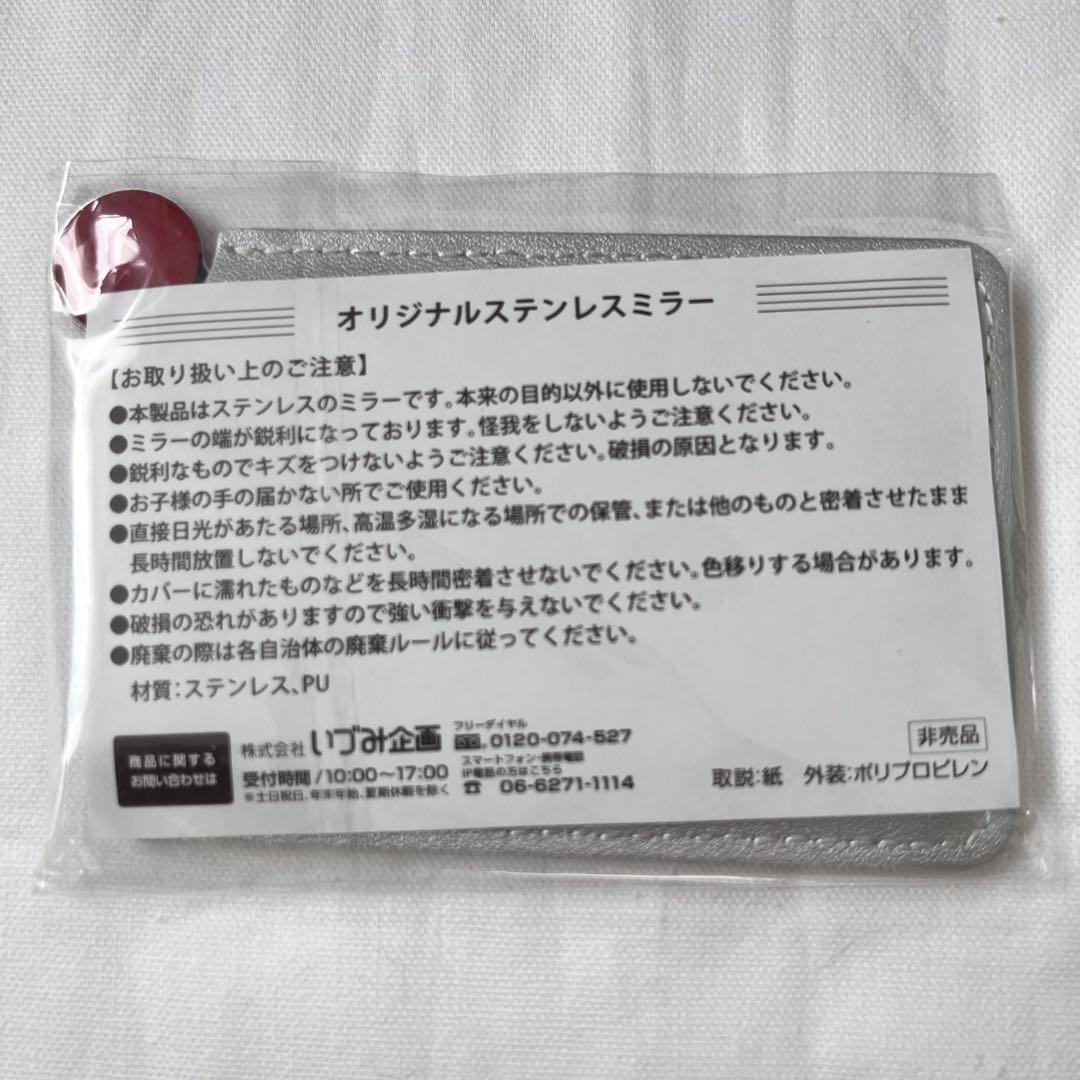 オリジナルステンレスミラー
【お取り扱い上のご注意】
●本製品はステンレスのミラーです。本来の目的以外に使用しないでください。
●ミラーの端が鋭利になっております。怪我をしないようご注意ください。
●鋭利なものでキズをつけないようご注意ください。破損の原因となります。
●お子様の手の届かない所でご使用ください。
●直接日光があたる場所、高温多湿になる場所での保管、または他のものと密着させたまま
長時間放置しないでください。
●カバーに濡れたものなどを長時間密着させないでください。色移りする場合があります。
●破損の恐れがありますので強い衝撃を与えないでください。
●廃棄の際は各自治体の廃棄ルールに従ってください。
材質:ステンレス、PU
商品に関する
お問い合わせは
株式会社 いづみ企画
受付時間/10:00〜17:00
※土日祝日、年末年始、夏期休暇を除く
フリーダイヤル
0120-074-527
スマートフォン・携帯電話
IP電話の方はこちら
☎ 06-6271-1114
非売品
取説:紙 外装:ポリプロピレン